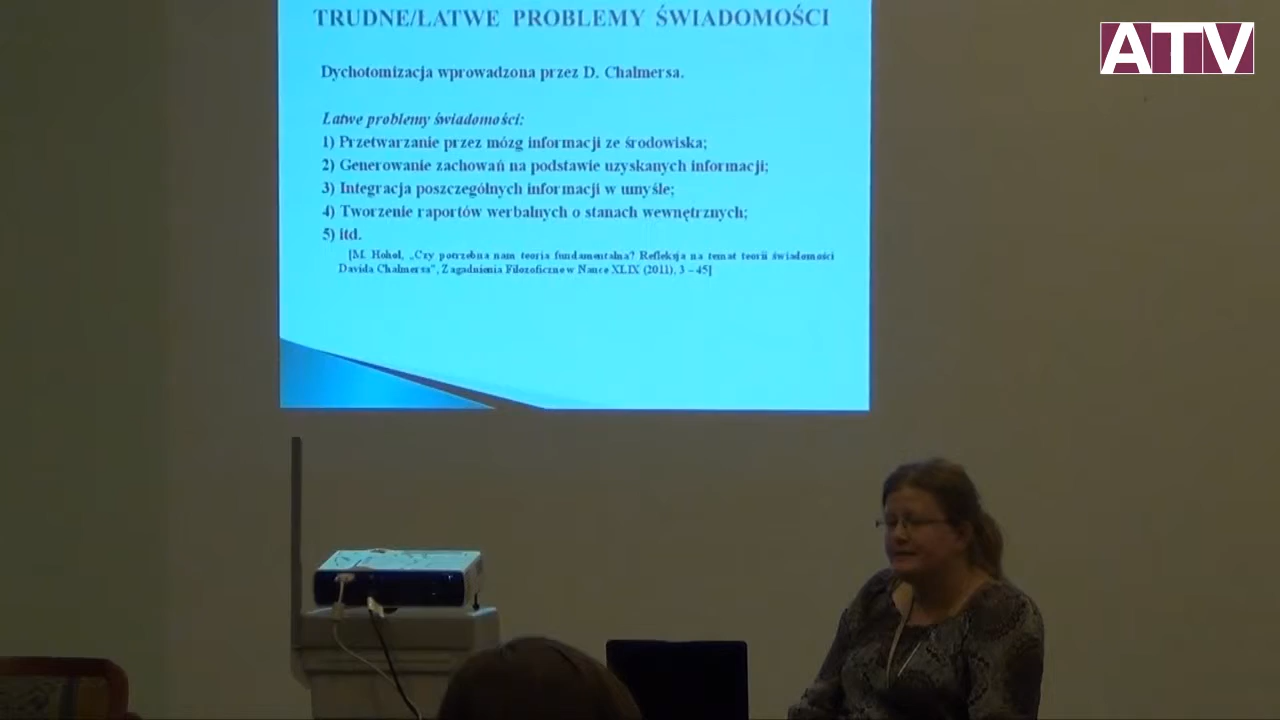 TRUDNE/ŁATWE PROBLEMY ŚWIADOMOŚCI
Dychotomizacja wprowadzona przez D. Chalmersa.
Łatwe problemy świadomości:
1) Przetwarzanie przez mózg informacji ze środowiska;
2) Generowanie zachowań na podstawie uzyskanych informacji;
3) Integracja poszczególnych informacji w umyśle;
4) Tworzenie raportów werbalnych o stanach wewnętrznych;
5) itd.
[M. Hohol, „Czy potrzebna nam teoria fundamentalna? Refleksja na temat teorii świadomości
Davida Chalmersa”, Zagadnienia Filozoficzne w Nauce XLIX (2011), 3 – 45]
ATV